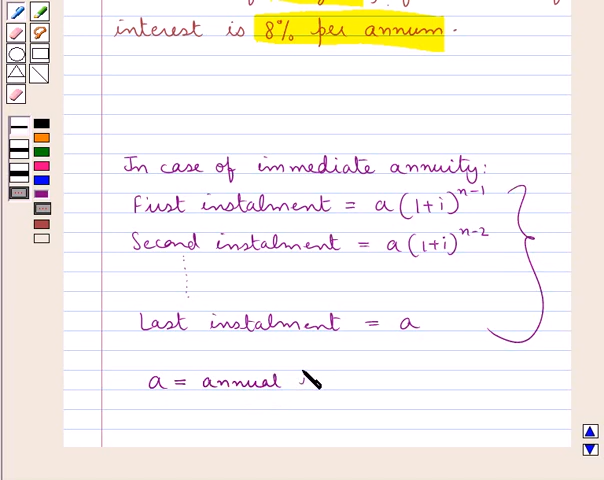 interest is 8% per annum.
In case of immediate annuity:
First instalment = a(1+i)^{n-1}
Second instalment = a(1+i)^{n-2}
Last instalment = a
a = annual